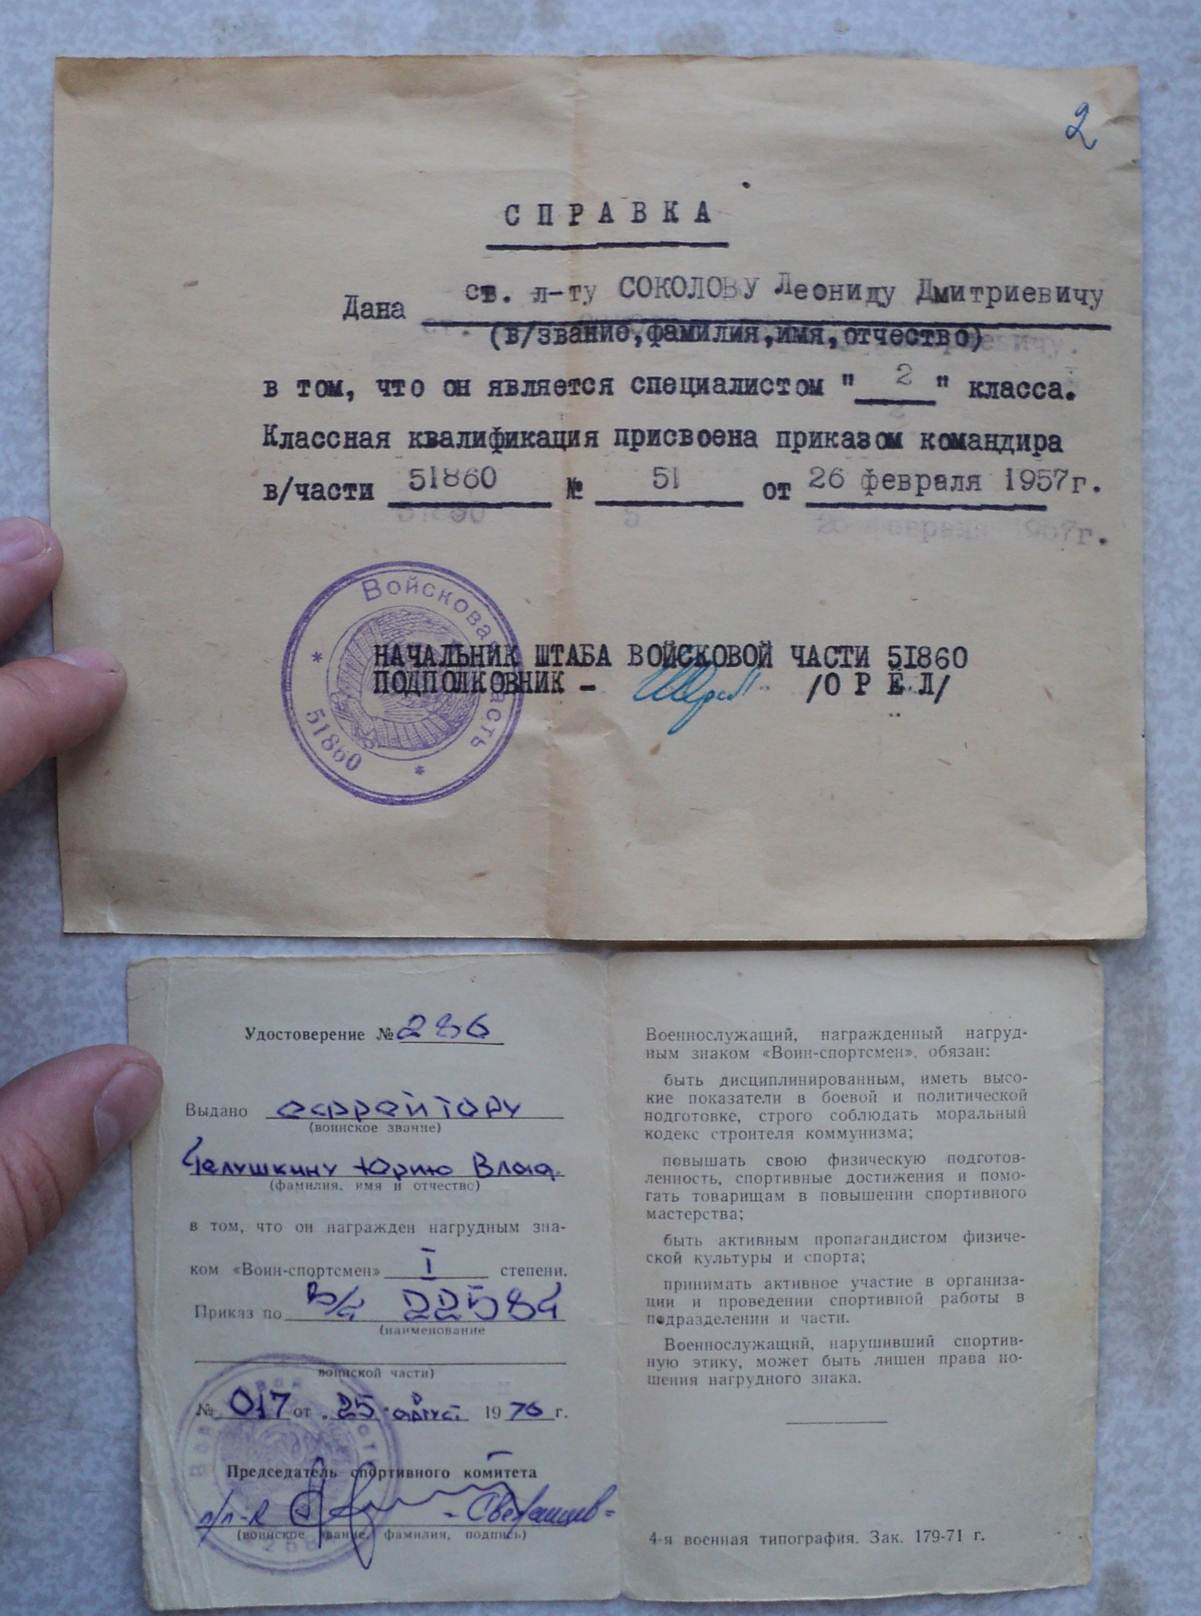 2
СПРАВКА
Дана ст. л-ту СОКОЛОВУ Леониду Дмитриевичу
(в/звание,фамилия,имя,отчество)
в том, что он является специалистом " 2 " класса.
Классная квалификация присвоена приказом командира
в/части 51860 № 51 от 26 февраля 1957г.
Войсковая часть
* 51860 *
НАЧАЛЬНИК ШТАБА ВОЙСКОВОЙ ЧАСТИ 51860
ПОДПОЛКОВНИК - /О Р Ё Л/
Удостоверение № 286
Выдано ефрейтору
(воинское звание)
Челушкину Юрию Влад.
(фамилия, имя и отчество)
в том, что он награжден нагрудным зна-
ком «Воин-спортсмен» I степени.
Приказ по в/ч 22584
(наименование
воинской части)
№ 017 от „25 " август 1976 г.
Председатель спортивного комитета
п/п-к
(воинское звание, фамилия, подпись)
Военнослужащий, награжденный нагруд-
ным знаком «Воин-спортсмен», обязан:
быть дисциплинированным, иметь высо-
кие показатели в боевой и политической
подготовке, строго соблюдать моральный
кодекс строителя коммунизма;
повышать свою физическую подготов-
ленность, спортивные достижения и помо-
гать товарищам в повышении спортивного
мастерства;
быть активным пропагандистом физиче-
ской культуры и спорта;
принимать активное участие в организа-
ции и проведении спортивной работы в
подразделении и части.
Военнослужащий, нарушивший спортив-
ную этику, может быть лишен права но-
шения нагрудного знака.
4-я военная типография. Зак. 179-71 г.